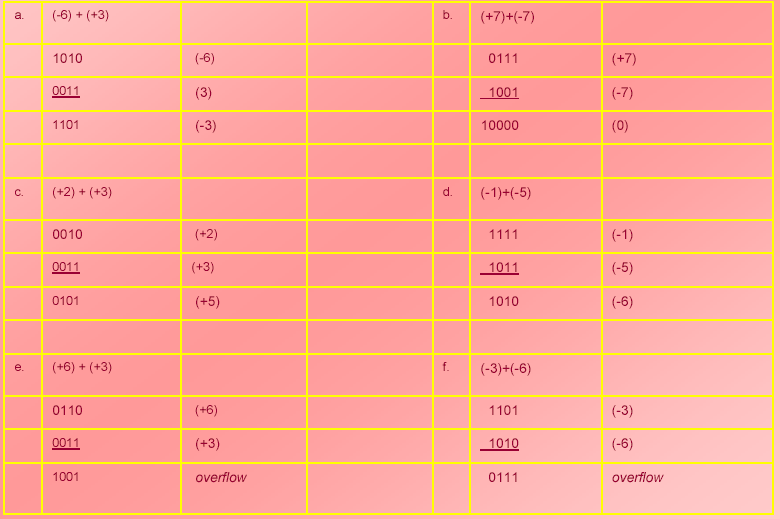 a. (-6) + (+3) b. (+7)+(-7)
1010 (-6) 0111 (+7)
0011 (3) 1001 (-7)
1101 (-3) 10000 (0)
c. (+2) + (+3) d. (-1)+(-5)
0010 (+2) 1111 (-1)
0011 (+3) 1011 (-5)
0101 (+5) 1010 (-6)
e. (+6) + (+3) f. (-3)+(-6)
0110 (+6) 1101 (-3)
0011 (+3) 1010 (-6)
1001 overflow 0111 overflow